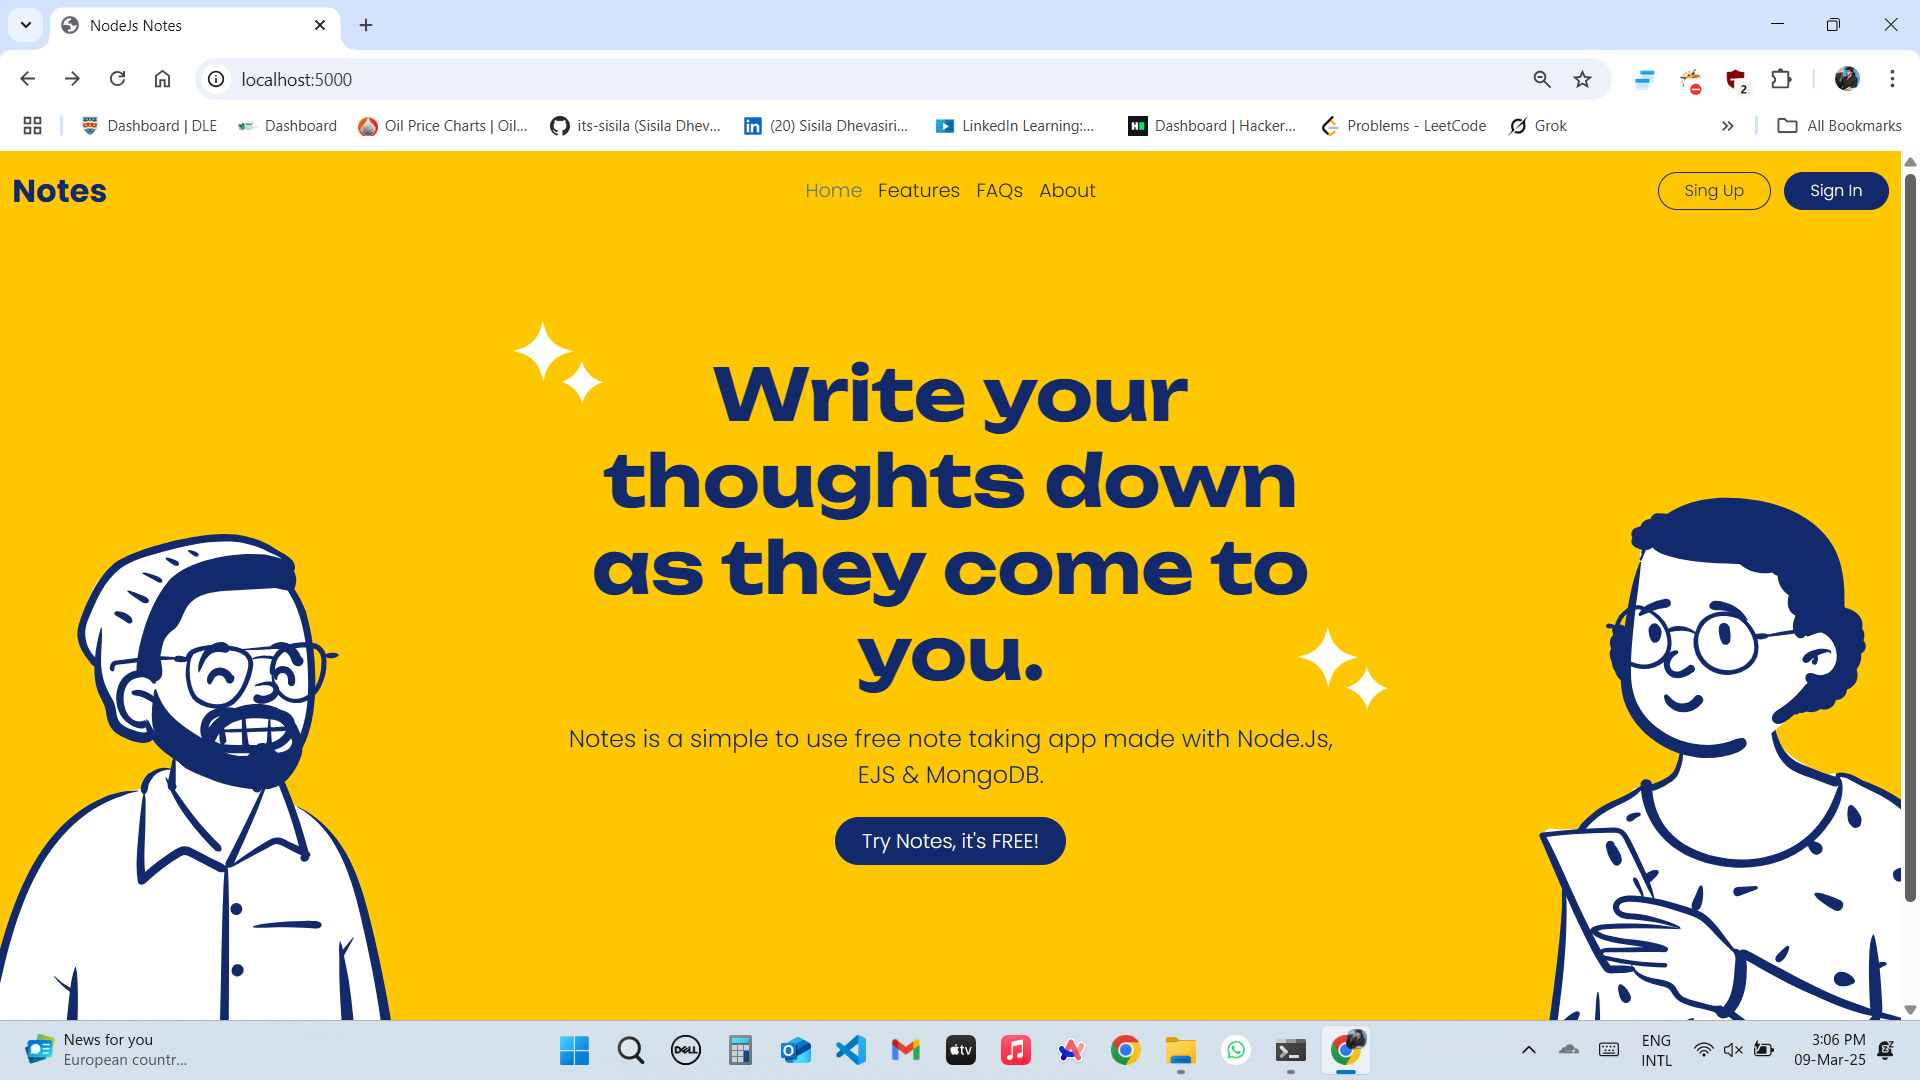 NodeJs Notes
localhost:5000
2
Dashboard | DLE
Dashboard
Oil Price Charts | Oil...
its-sisila (Sisila Dhev...
(20) Sisila Dhevasiri...
LinkedIn Learning:...
Dashboard | Hacker...
Problems - LeetCode
Grok
All Bookmarks
Notes
Home Features FAQs About
Sing Up
Sign In
Write your
thoughts down
as they come to
you.
Notes is a simple to use free note taking app made with Node.Js,
EJS & MongoDB.
Try Notes, it's FREE!
News for you
European countr...
DELL
tv
ENG
INTL
3:06 PM
09-Mar-25